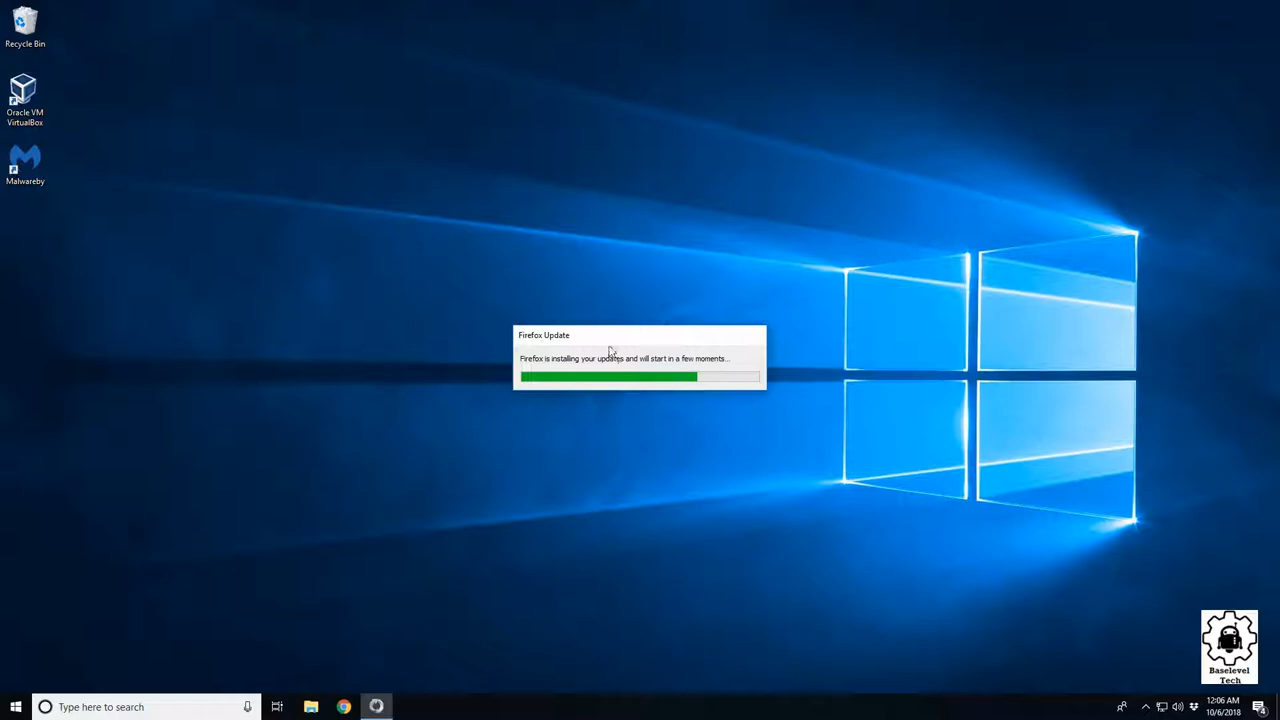 Recycle Bin
Oracle VM
VirtualBox
Malwareby
Firefox Update
Firefox is installing your updates and will start in a few moments...
Baselevel
Tech
Type here to search
12:06 AM
10/6/2018
4